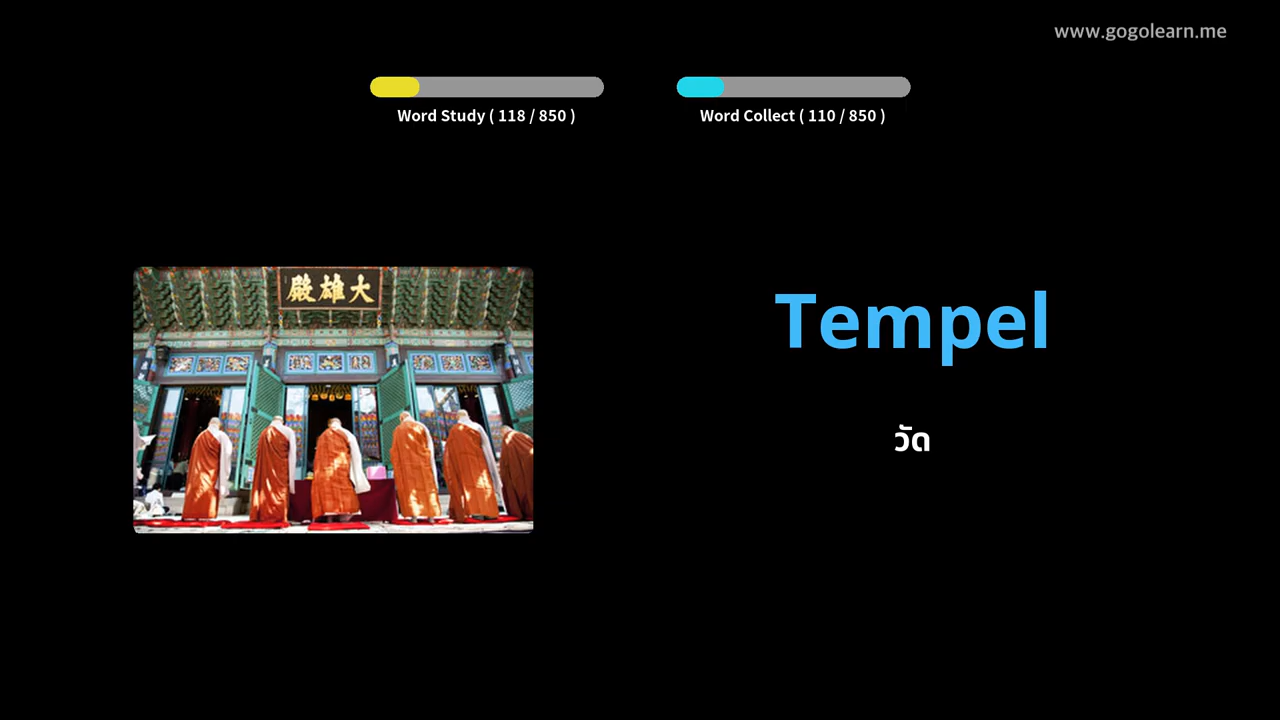 www.gogolearn.me
Word Study ( 118 / 850 )
Word Collect ( 110 / 850 )
殿雄大
Tempel
วัด